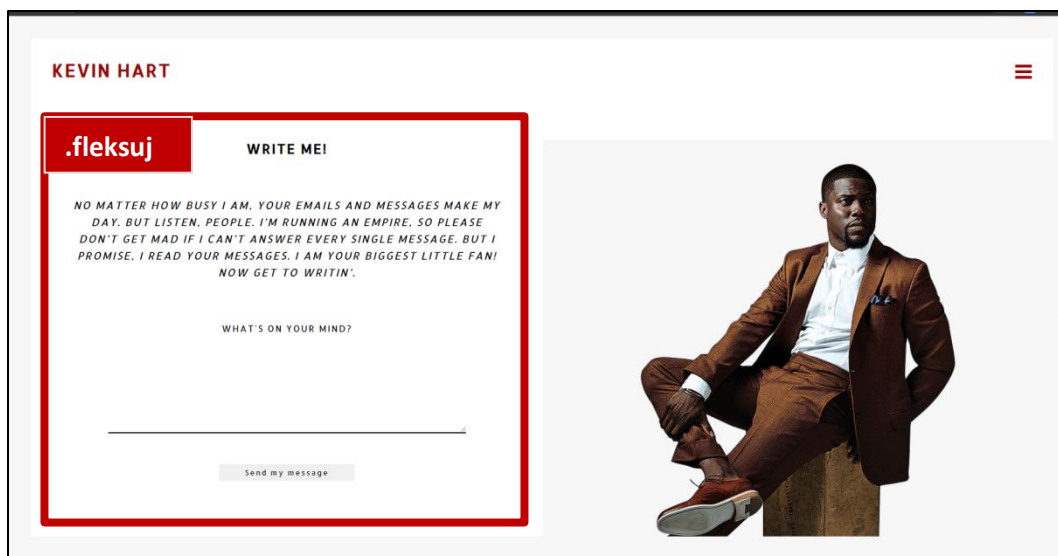 KEVIN HART
.fleksuj
WRITE ME!
NO MATTER HOW BUSY I AM, YOUR EMAILS AND MESSAGES MAKE MY
DAY. BUT LISTEN, PEOPLE. I'M RUNNING AN EMPIRE, SO PLEASE
DON'T GET MAD IF I CAN'T ANSWER EVERY SINGLE MESSAGE. BUT I
PROMISE, I READ YOUR MESSAGES. I AM YOUR BIGGEST LITTLE FAN!
NOW GET TO WRITIN'.
WHAT'S ON YOUR MIND?
Send my message